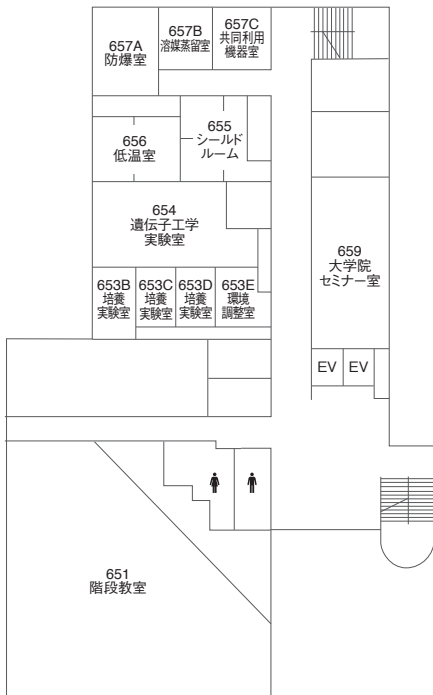 657A
防爆室
657B
溶媒蒸留室
657C
共同利用
機器室
656
低温室
655
シールド
ルーム
654
遺伝子工学
実験室
653B
培養
実験室
653C
培養
実験室
653D
培養
実験室
653E
環境
調整室
659
大学院
セミナー室
EV
EV
651
階段教室